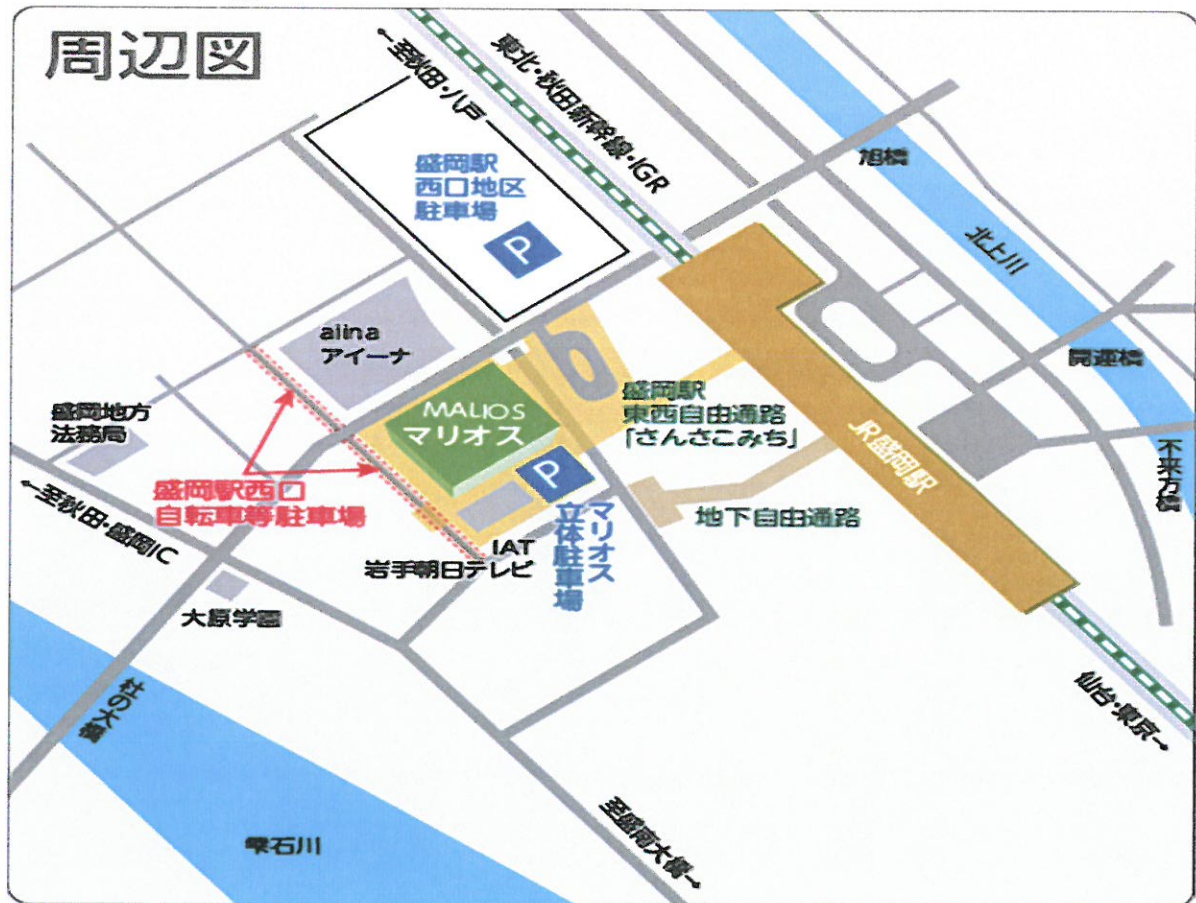 周辺図
←至秋田・八戸
東北・秋田新幹線・IGR
盛岡駅
西口地区
駐車場
P
旭橋
北上川
開運橋
不来方橋
aiina
アイーナ
MALIOS
マリオス
盛岡駅
東西自由通路
「さんさこみち」
JR盛岡駅
盛岡地方
法務局
盛岡駅西口
自転車等駐車場
P
マリオス
立体駐車場
地下自由通路
←至秋田・盛岡IC
IAT
岩手朝日テレビ
大原学園
杜の大橋
仙台・東京→
至盛南大橋→
雫石川